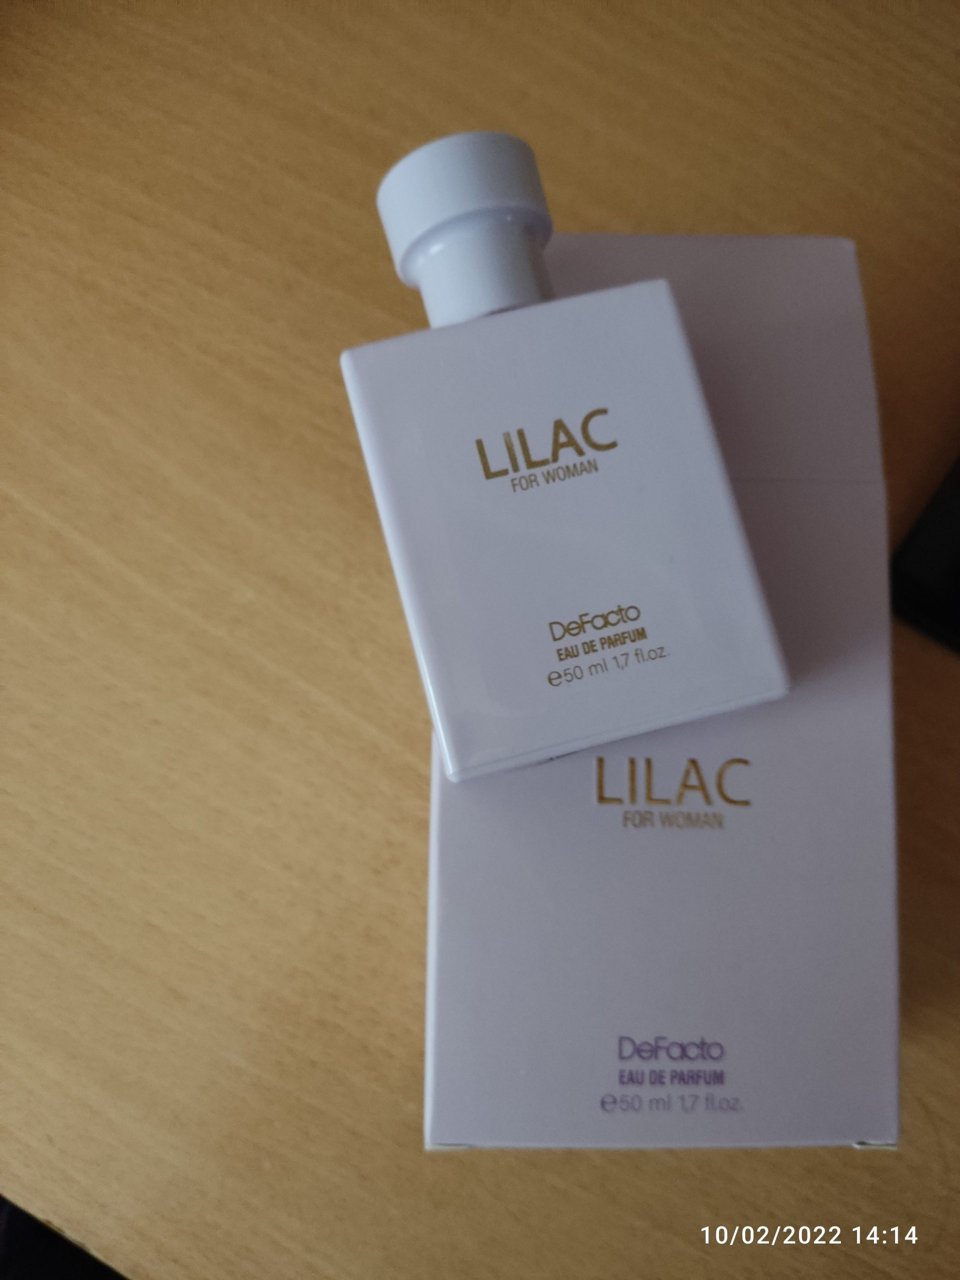 LILAC
FOR WOMAN
DeFacto
EAU DE PARFUM
℮50 ml 1,7 fl.oz.
LILAC
FOR WOMAN
DeFacto
EAU DE PARFUM
℮50 ml 1,7 fl.oz.
10/02/2022 14:14